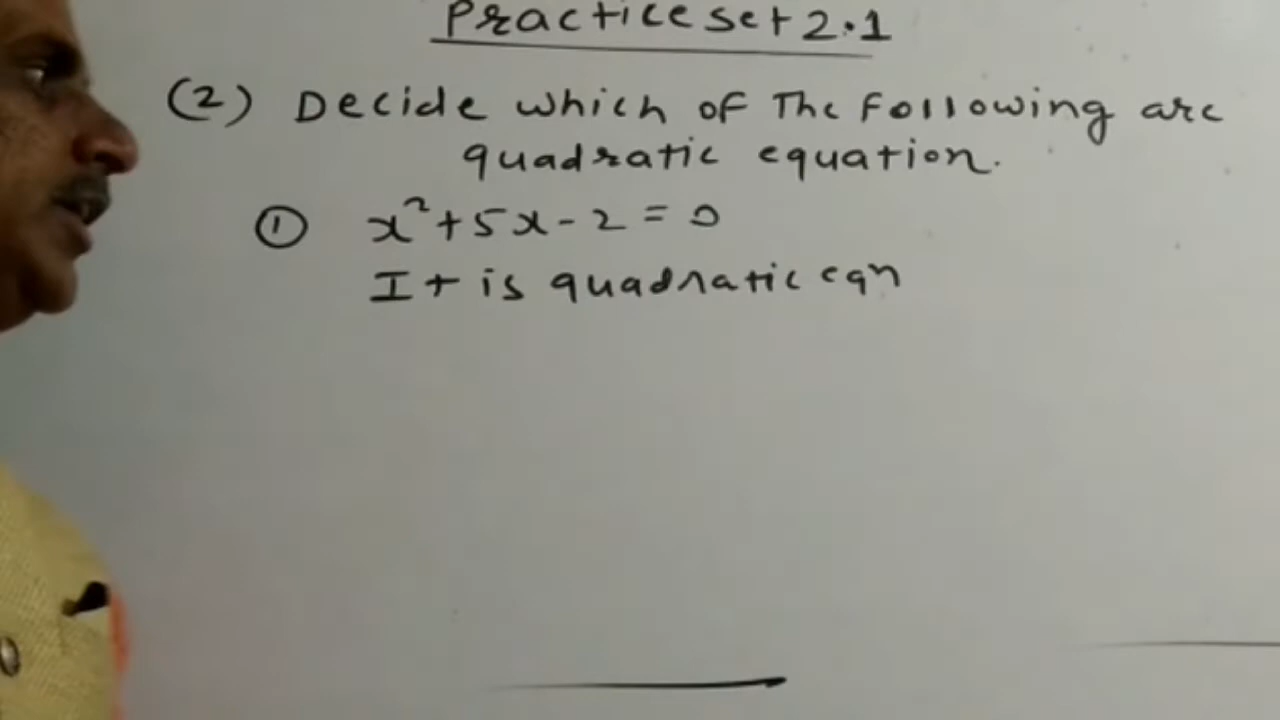 Practice set 2.1
(2) Decide which of The Following are
quadratic equation.
① x²+5x-2=0
It is quadratic eqn